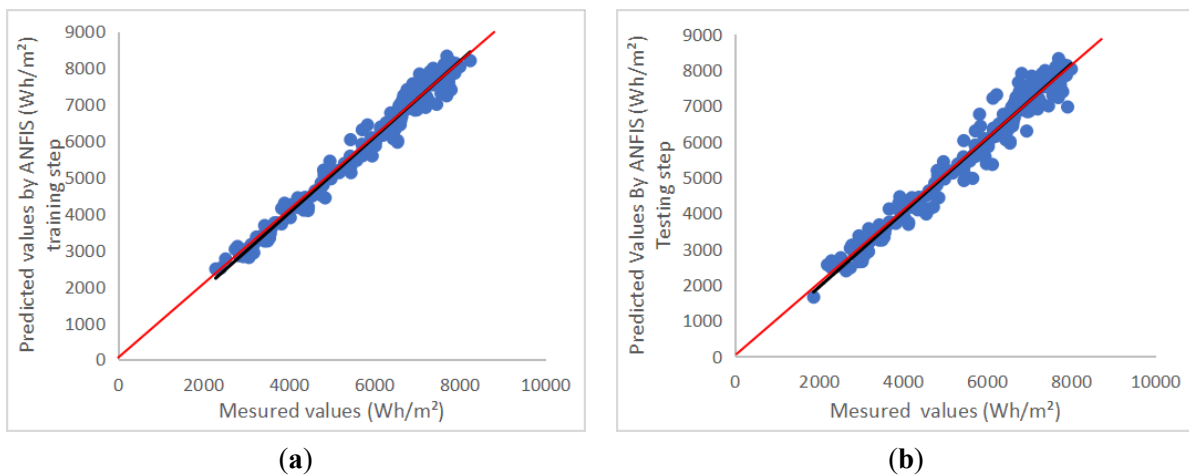 Predicted values by ANFIS (Wh/m²)
training step
9000
8000
7000
6000
5000
4000
3000
2000
1000
0
0 2000 4000 6000 8000 10000
Mesured values (Wh/m²)
(a)
Predicted Values By ANFIS (Wh/m²)
Testing step
9000
8000
7000
6000
5000
4000
3000
2000
1000
0
0 2000 4000 6000 8000 10000
Mesured values (Wh/m²)
(b)